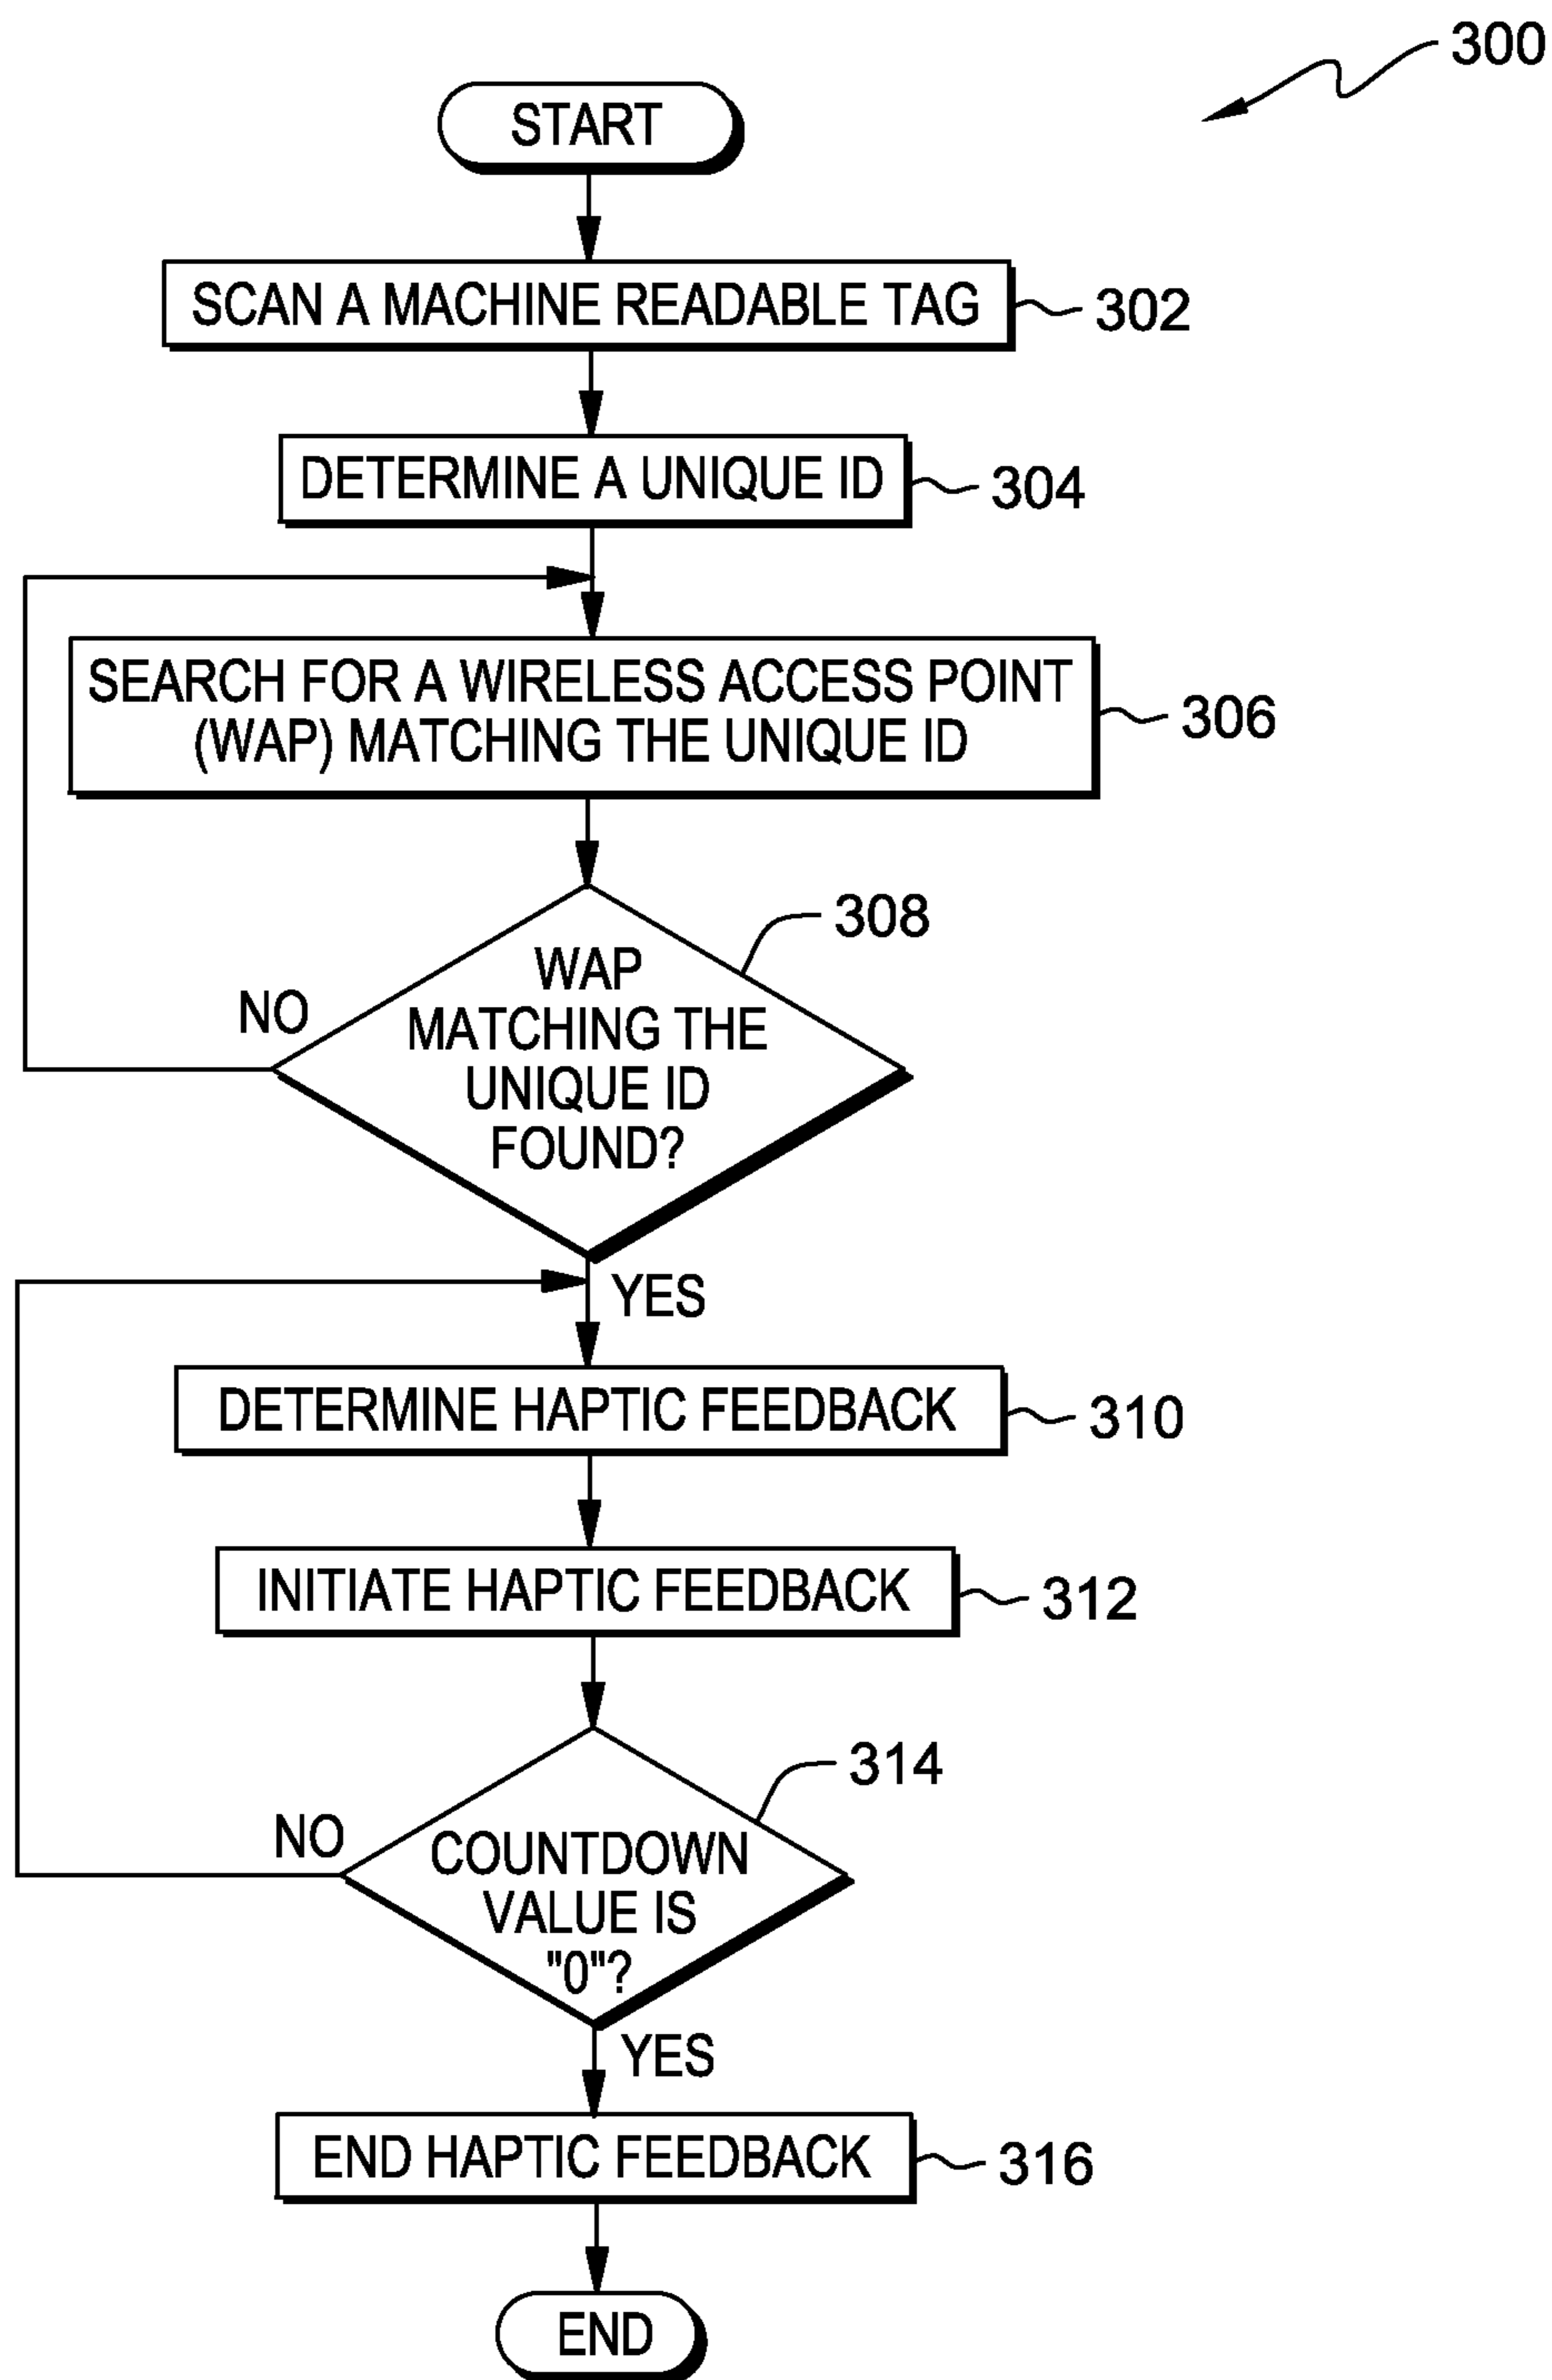 300
START
SCAN A MACHINE READABLE TAG
302
DETERMINE A UNIQUE ID
304
SEARCH FOR A WIRELESS ACCESS POINT
(WAP) MATCHING THE UNIQUE ID
306
308
WAP
MATCHING THE
UNIQUE ID
FOUND?
NO
YES
DETERMINE HAPTIC FEEDBACK
310
INITIATE HAPTIC FEEDBACK
312
314
COUNTDOWN
VALUE IS
"0"?
NO
YES
END HAPTIC FEEDBACK
316
END